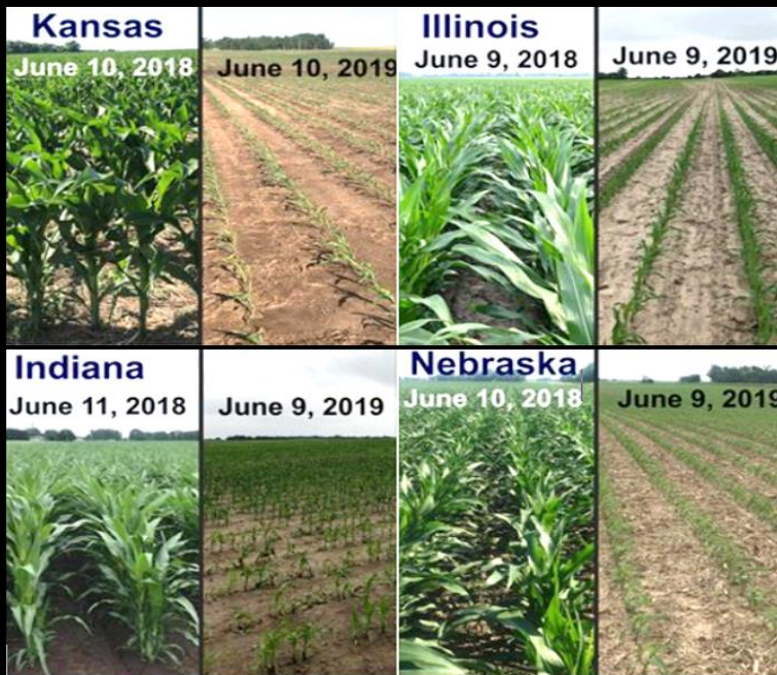 Kansas
June 10, 2018
June 10, 2019
Illinois
June 9, 2018
June 9, 2019
Indiana
June 11, 2018
June 9, 2019
Nebraska
June 10, 2018
June 9, 2019